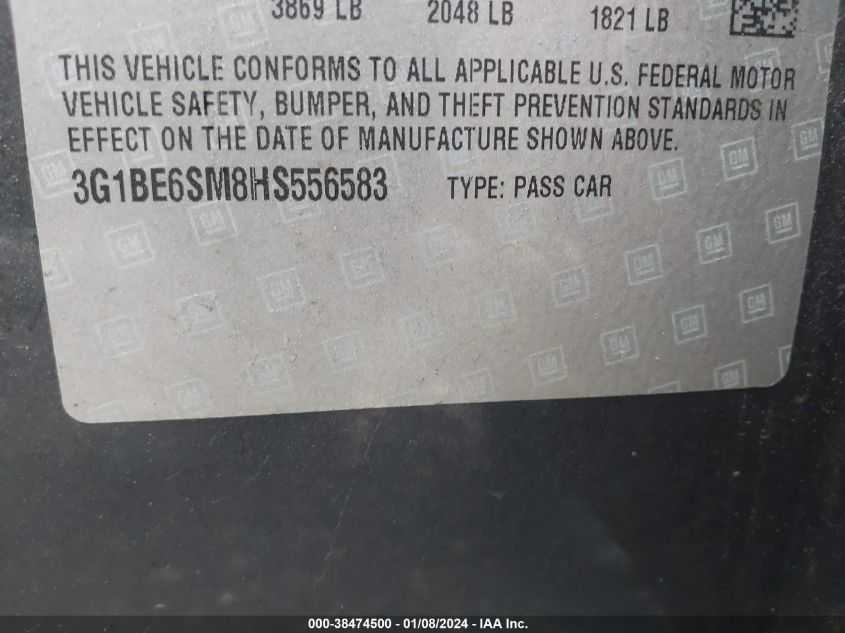 3869 LB 2048 LB 1821 LB
THIS VEHICLE CONFORMS TO ALL APPLICABLE U.S. FEDERAL MOTOR
VEHICLE SAFETY, BUMPER, AND THEFT PREVENTION STANDARDS IN
EFFECT ON THE DATE OF MANUFACTURE SHOWN ABOVE.
3G1BE6SM8HS556583 TYPE: PASS CAR
GM
000-38474500 - 01/08/2024 - IAA Inc.